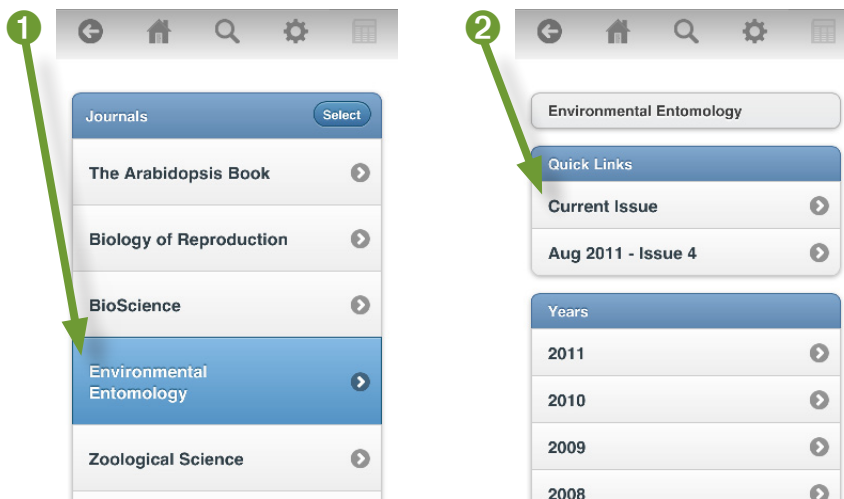 1
Journals
Select
The Arabidopsis Book
Biology of Reproduction
BioScience
Environmental
Entomology
Zoological Science
2
Environmental Entomology
Quick Links
Current Issue
Aug 2011 - Issue 4
Years
2011
2010
2009
2008